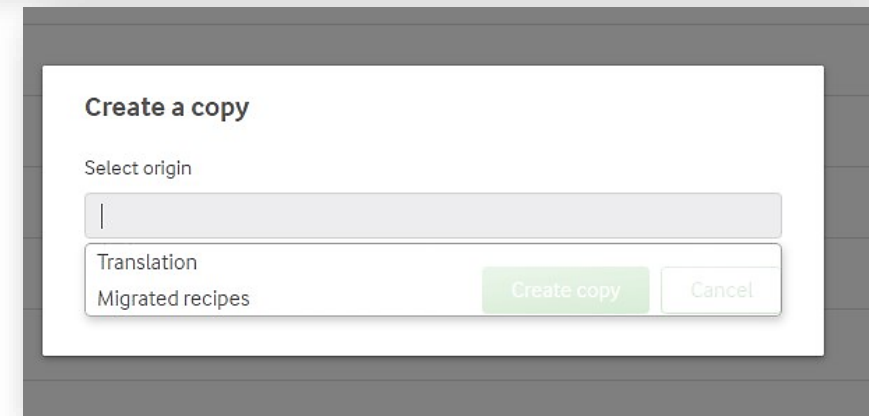 Create a copy
Select origin
Translation
Migrated recipes
Create copy Cancel